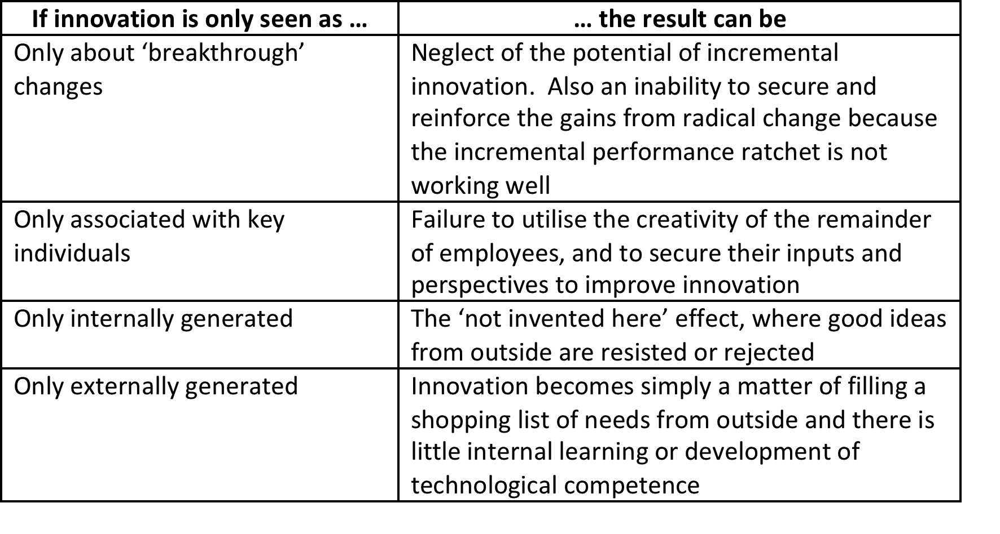 If innovation is only seen as …
… the result can be
Only about ‘breakthrough’
changes
Neglect of the potential of incremental
innovation.  Also an inability to secure and
reinforce the gains from radical change because
the incremental performance ratchet is not
working well
Only associated with key
individuals
Failure to utilise the creativity of the remainder
of employees, and to secure their inputs and
perspectives to improve innovation
Only internally generated
The ‘not invented here’ effect, where good ideas
from outside are resisted or rejected
Only externally generated
Innovation becomes simply a matter of filling a
shopping list of needs from outside and there is
little internal learning or development of
technological competence